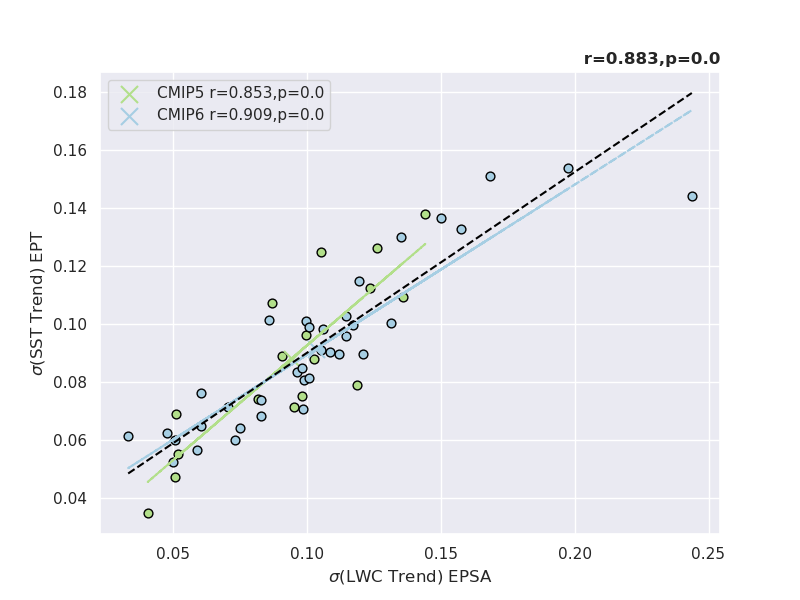 r=0.883,p=0.0
CMIP5 r=0.853,p=0.0
CMIP6 r=0.909,p=0.0
0.18
0.16
0.14
0.12
0.10
0.08
0.06
0.04
σ(SST Trend) EPT
0.05 0.10 0.15 0.20 0.25
σ(LWC Trend) EPSA